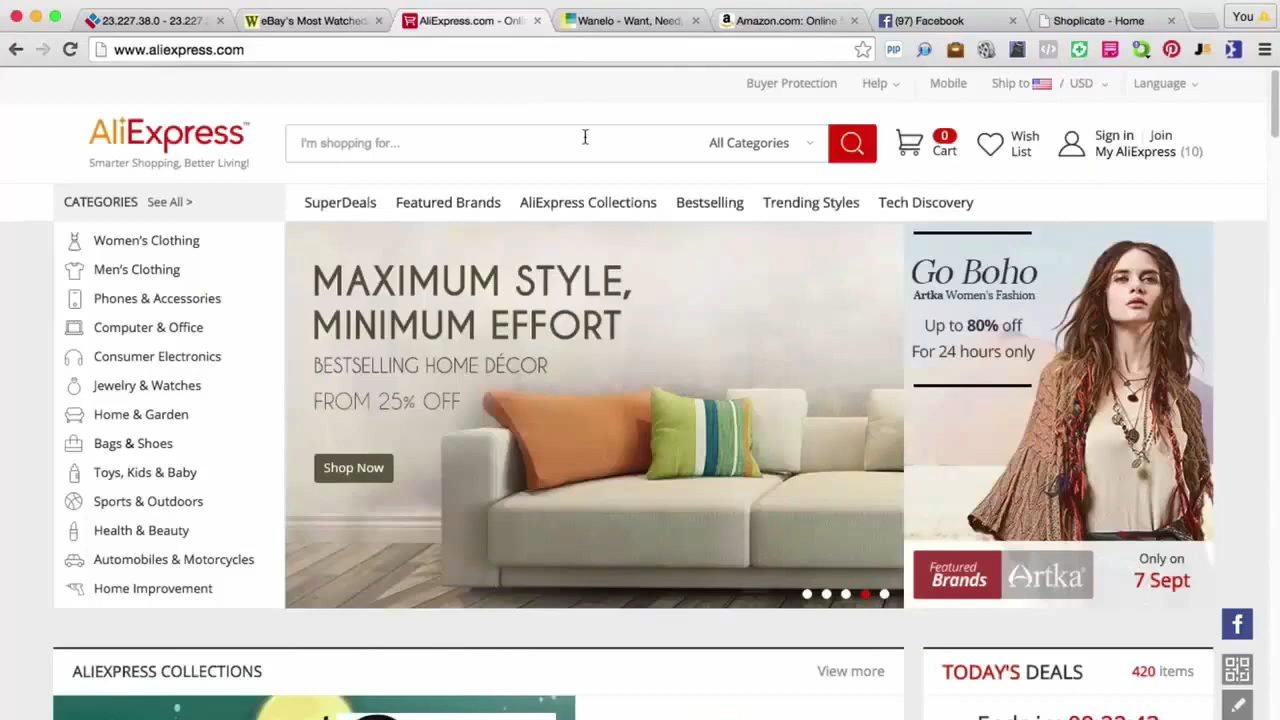 23.227.38.0 - 23.227.
eBay's Most Watched
AliExpress.com - Onli
Wanelo - Want, Need,
Amazon.com: Online
(97) Facebook
Shoplicate - Home
You
www.aliexpress.com
PIP
Buyer Protection
Help
Mobile
Ship to / USD
Language
AliExpress™
Smarter Shopping, Better Living!
I'm shopping for...
All Categories
0
Cart
Wish
List
Sign in | Join
My AliExpress (10)
CATEGORIES See All >
SuperDeals
Featured Brands
AliExpress Collections
Bestselling
Trending Styles
Tech Discovery
Women's Clothing
Men's Clothing
Phones & Accessories
Computer & Office
Consumer Electronics
Jewelry & Watches
Home & Garden
Bags & Shoes
Toys, Kids & Baby
Sports & Outdoors
Health & Beauty
Automobiles & Motorcycles
Home Improvement
MAXIMUM STYLE,
MINIMUM EFFORT
BESTSELLING HOME DÉCOR
FROM 25% OFF
Shop Now
Go Boho
Artka Women's Fashion
Up to 80% off
For 24 hours only
Featured
Brands
Artka
Only on
7 Sept
ALIEXPRESS COLLECTIONS
View more
TODAY'S DEALS
420 items